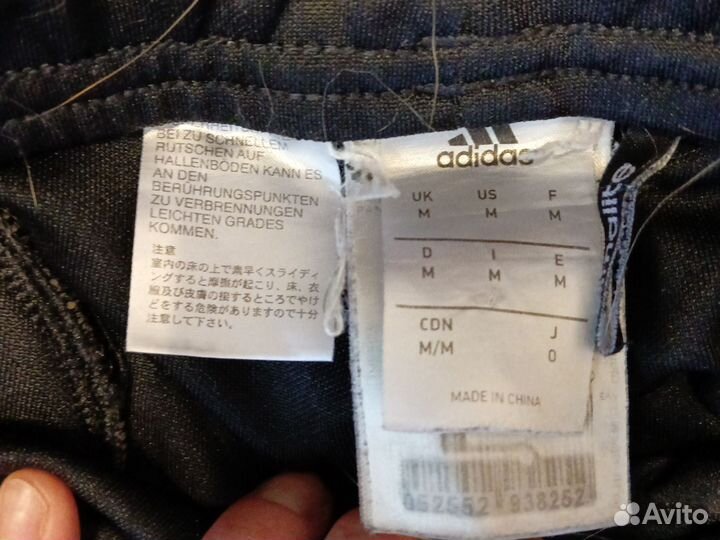 BEI ZU SCHNELLEM
RUTSCHEN AUF
HALLENBÖDEN KANN ES
AN DEN
BERÜHRUNGSPUNKTEN
ZU VERBRENNUNGEN
LEICHTEN GRADES
KOMMEN.
注意
室内の床の上で素早くスライディ
ングすると摩擦が起こり、床、衣
服及び皮膚の接するところでやけ
どをする危険がありますので十分
注意して下さい。
adidas
UK US F
M M M
D I E
M M M
CDN J
M/M O
MADE IN CHINA
052552 938252
Avito